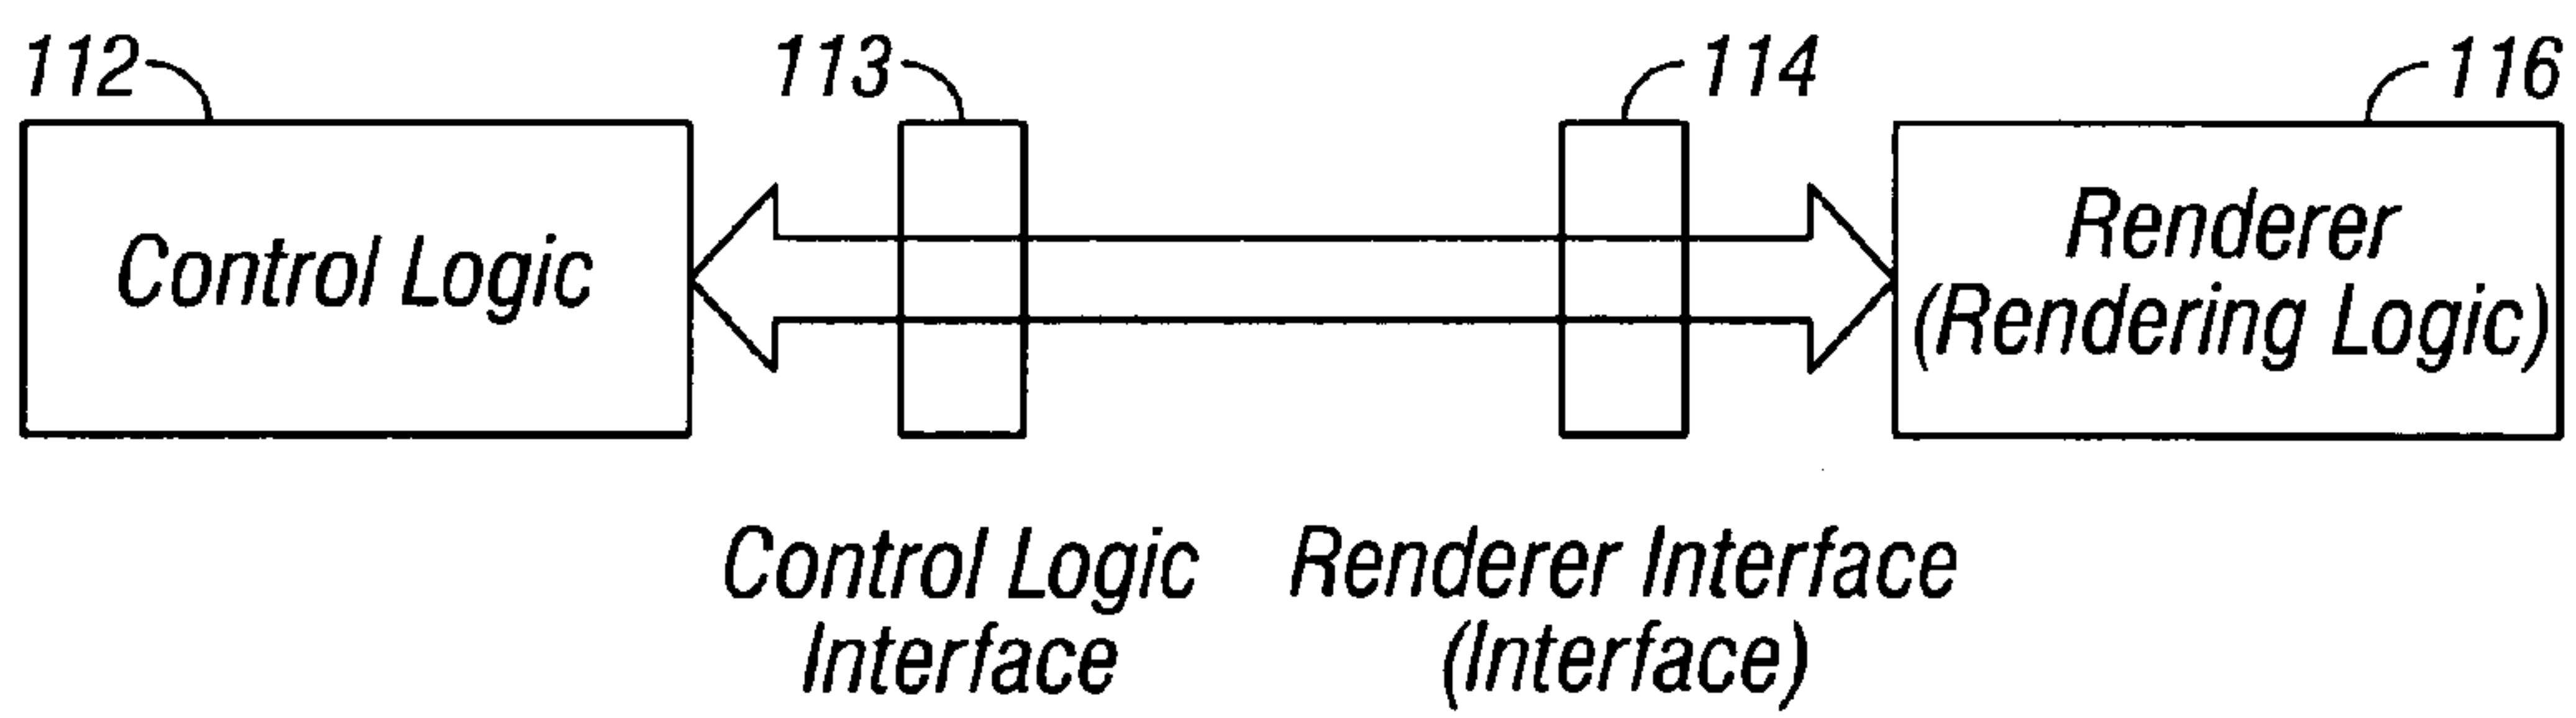 112
113
114
116
Control Logic
Renderer
(Rendering Logic)
Control Logic
Interface
Renderer Interface
(Interface)